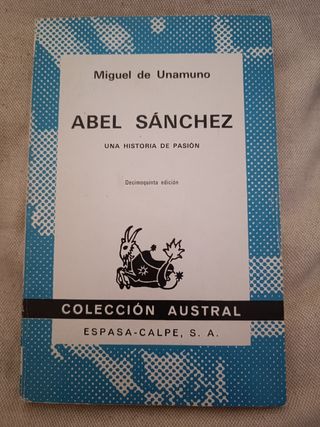 Miguel de Unamuno
ABEL SÁNCHEZ
UNA HISTORIA DE PASIÓN
Decimoquinta edición
COLECCIÓN AUSTRAL
ESPASA-CALPE, S. A.